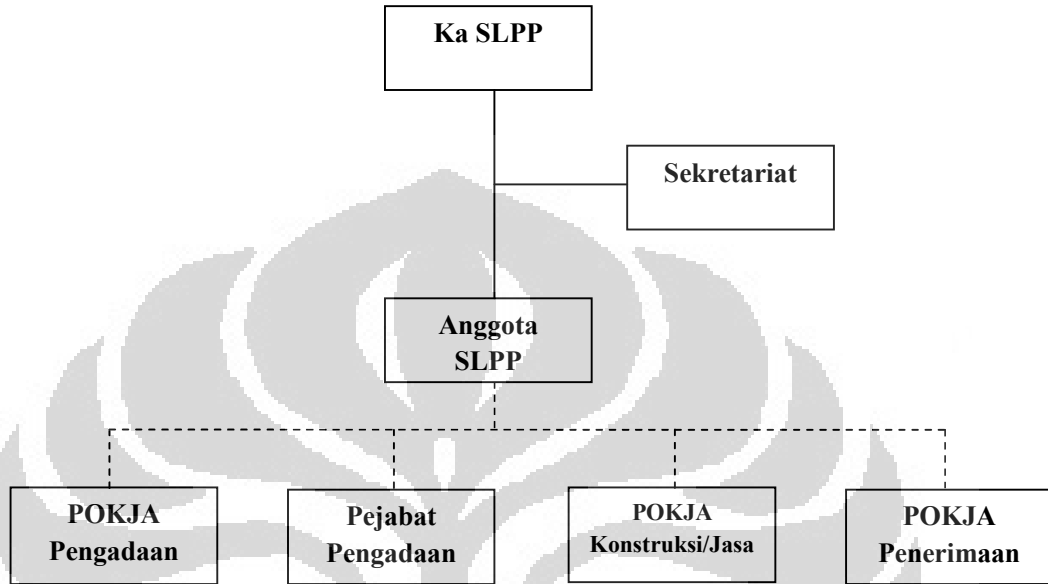 Ka SLPP
Sekretariat
Anggota
SLPP
POKJA
Pengadaan
Pejabat
Pengadaan
POKJA
Konstruksi/Jasa
POKJA
Penerimaan